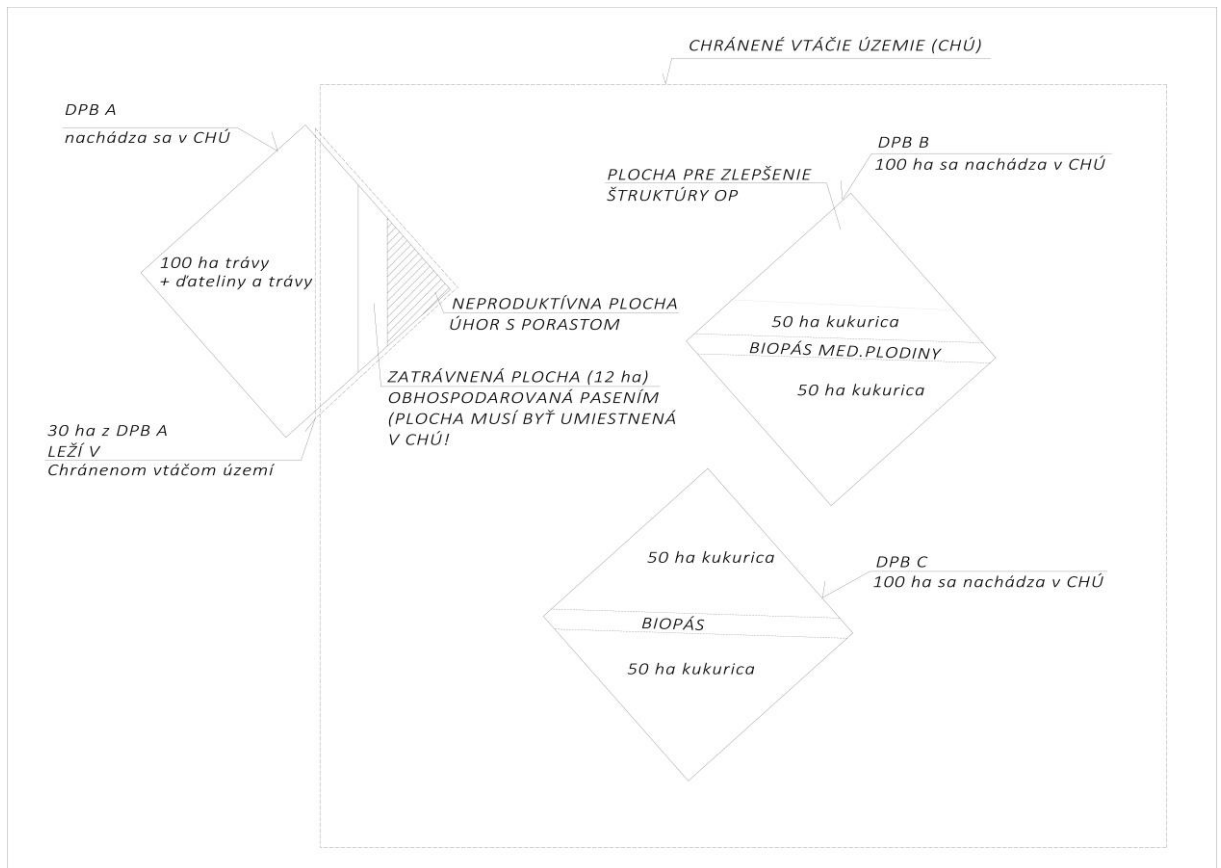 CHRÁNENÉ VTÁČIE ÚZEMIE (CHÚ)
DPB A
nachádza sa v CHÚ
DPB B
100 ha sa nachádza v CHÚ
PLOCHA PRE ZLEPŠENIE
ŠTRUKTÚRY OP
100 ha trávy
+ ďateliny a trávy
NEPRODUKTÍVNA PLOCHA
ÚHOR S PORASTOM
50 ha kukurica
BIOPÁS MED.PLODINY
50 ha kukurica
ZATRÁVNENÁ PLOCHA (12 ha)
OBHOSPODAROVANÁ PASENÍM
(PLOCHA MUSÍ BYŤ UMIESTNENÁ
V CHÚ!
30 ha z DPB A
LEŽÍ V
Chránenom vtáčom území
50 ha kukurica
DPB C
100 ha sa nachádza v CHÚ
BIOPÁS
50 ha kukurica